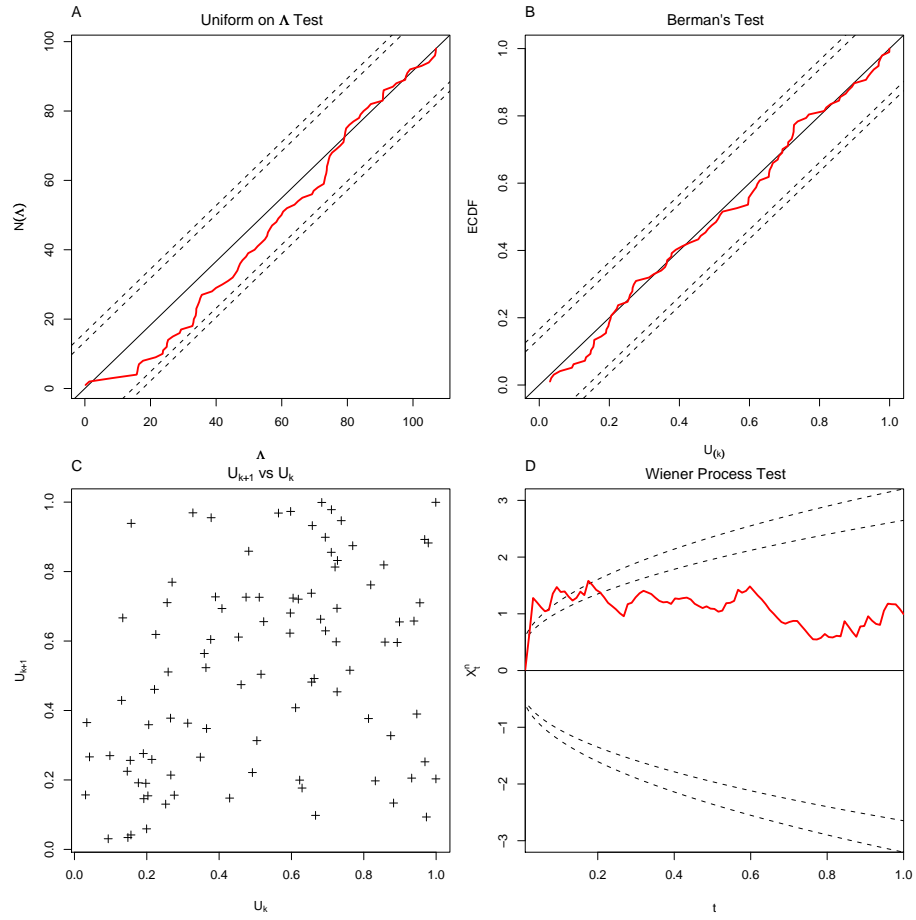 A
Uniform on Λ Test
N(Λ)
100
80
60
40
20
0
0 20 40 60 80 100
Λ
B
Berman's Test
ECDF
1.0
0.8
0.6
0.4
0.2
0.0
0.0 0.2 0.4 0.6 0.8 1.0
U(k)
C
Uk+1 vs Uk
Uk+1
1.0
0.8
0.6
0.4
0.2
0.0
0.0 0.2 0.4 0.6 0.8 1.0
Uk
D
Wiener Process Test
Xtn
3
2
1
0
-1
-2
-3
0.2 0.4 0.6 0.8 1.0
t